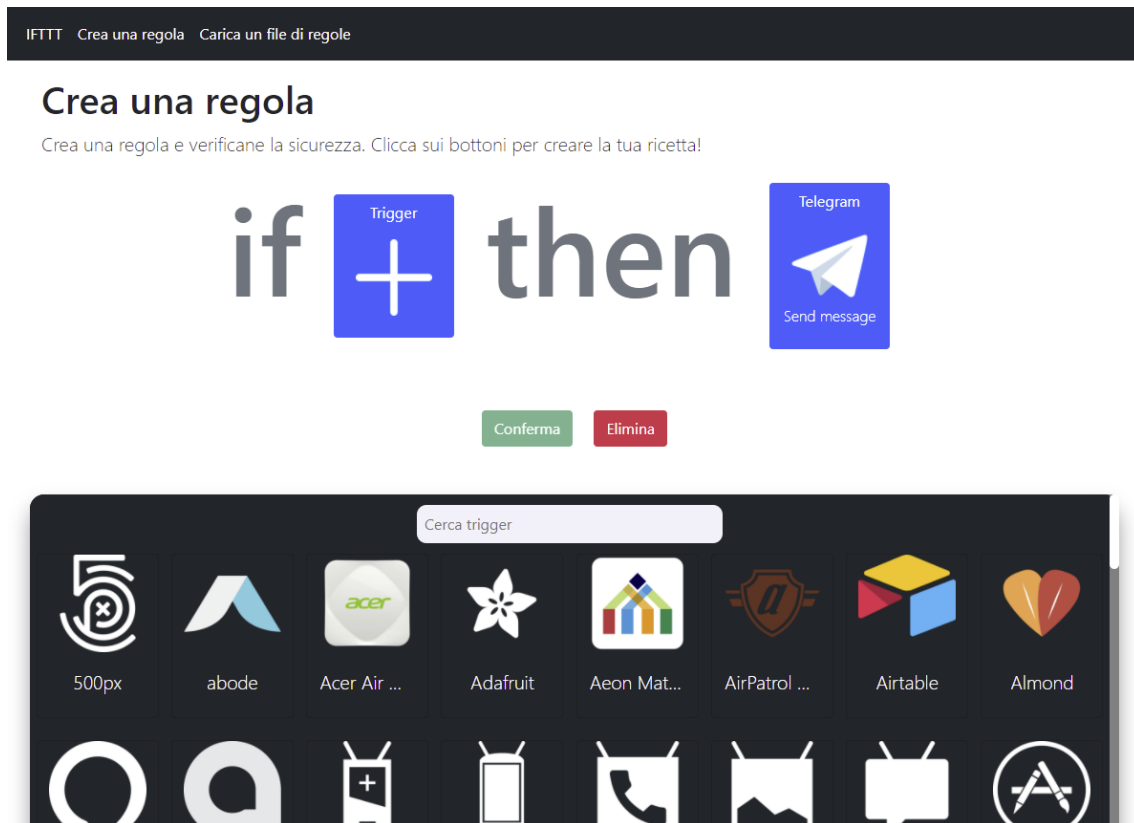 IFTTT Crea una regola Carica un file di regole
Crea una regola
Crea una regola e verificane la sicurezza. Clicca sui bottoni per creare la tua ricetta!
if Trigger then Telegram
Send message
Conferma Elimina
Cerca trigger
acer
a
500px abode Acer Air ... Adafruit Aeon Mat... AirPatrol ... Airtable Almond